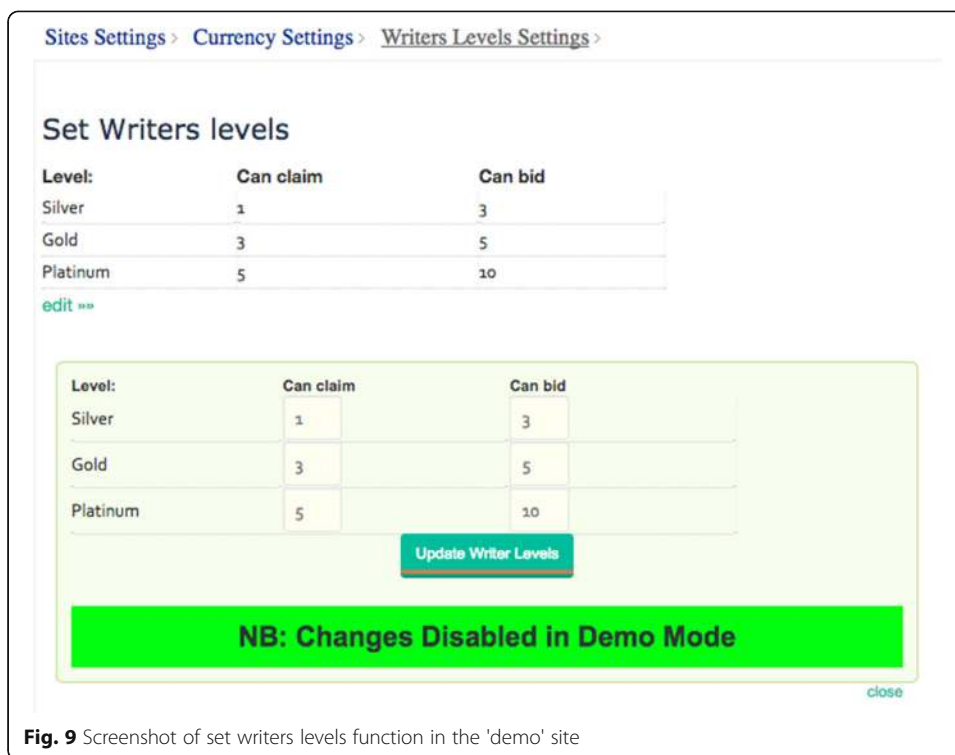 Sites Settings > Currency Settings > Writers Levels Settings >
Set Writers levels
Level: Can claim Can bid
Silver 1 3
Gold 3 5
Platinum 5 10
edit »»
Level: Can claim Can bid
Silver 1 3
Gold 3 5
Platinum 5 10
Update Writer Levels
NB: Changes Disabled in Demo Mode
close
Fig. 9 Screenshot of set writers levels function in the 'demo' site